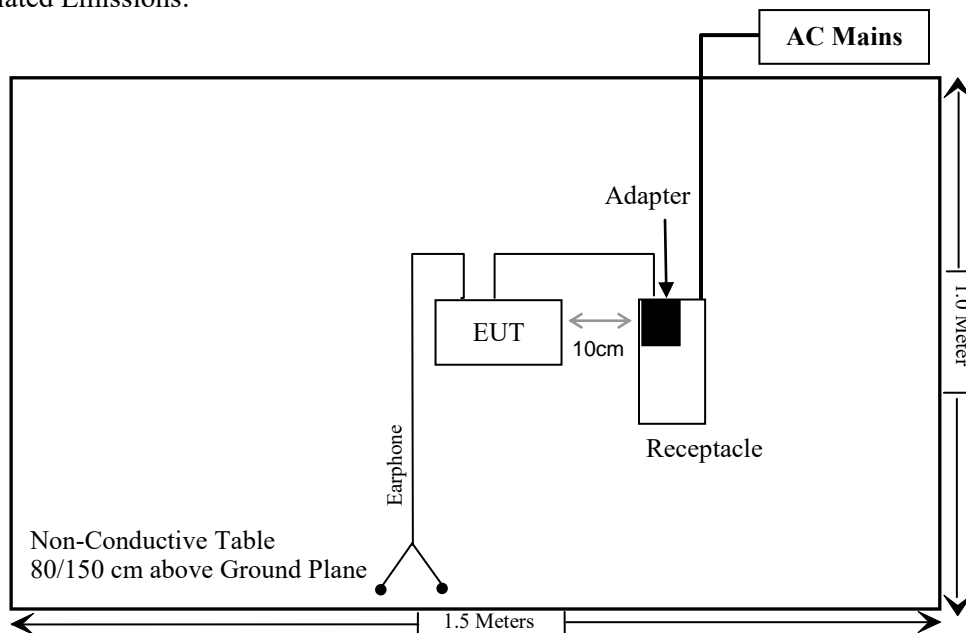 Emissions:
AC Mains
Adapter
EUT
10cm
1.0 Meter
Receptacle
Earphone
Non-Conductive Table
80/150 cm above Ground Plane
1.5 Meters